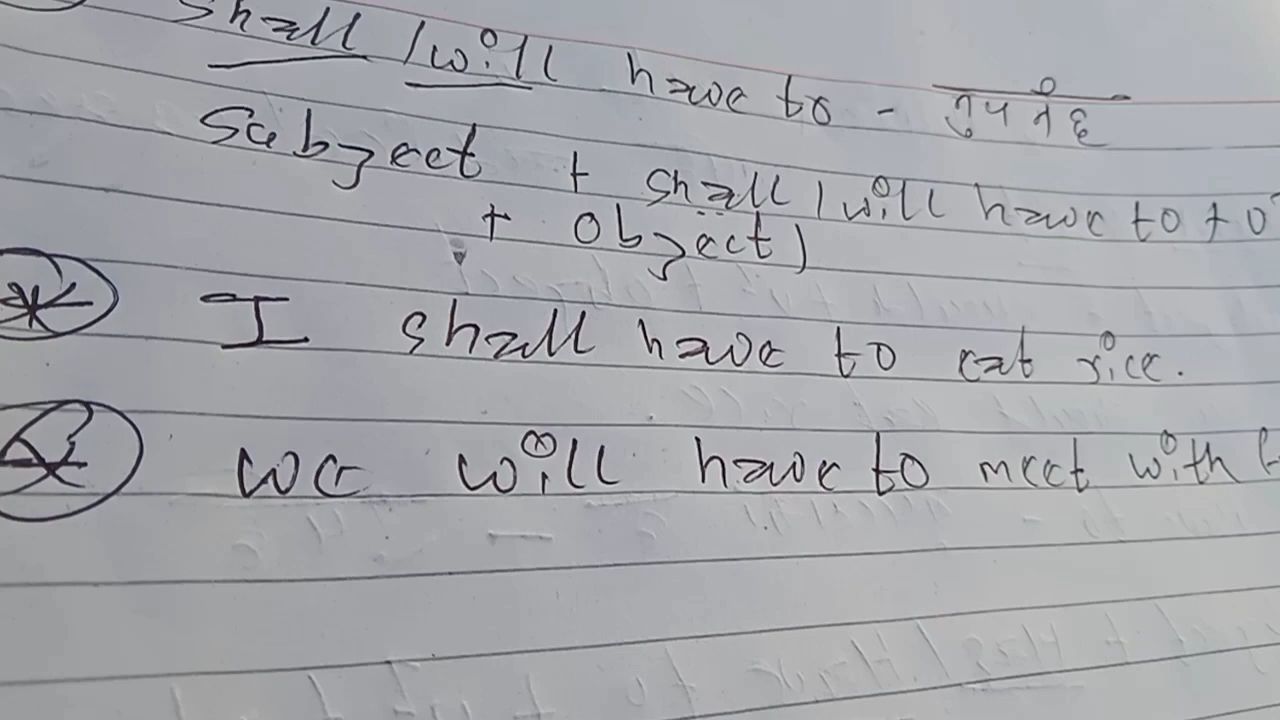 shall / will have to -
Subject + shall / will have to +
+ object)
I shall have to eat rice.
we will have to meet with